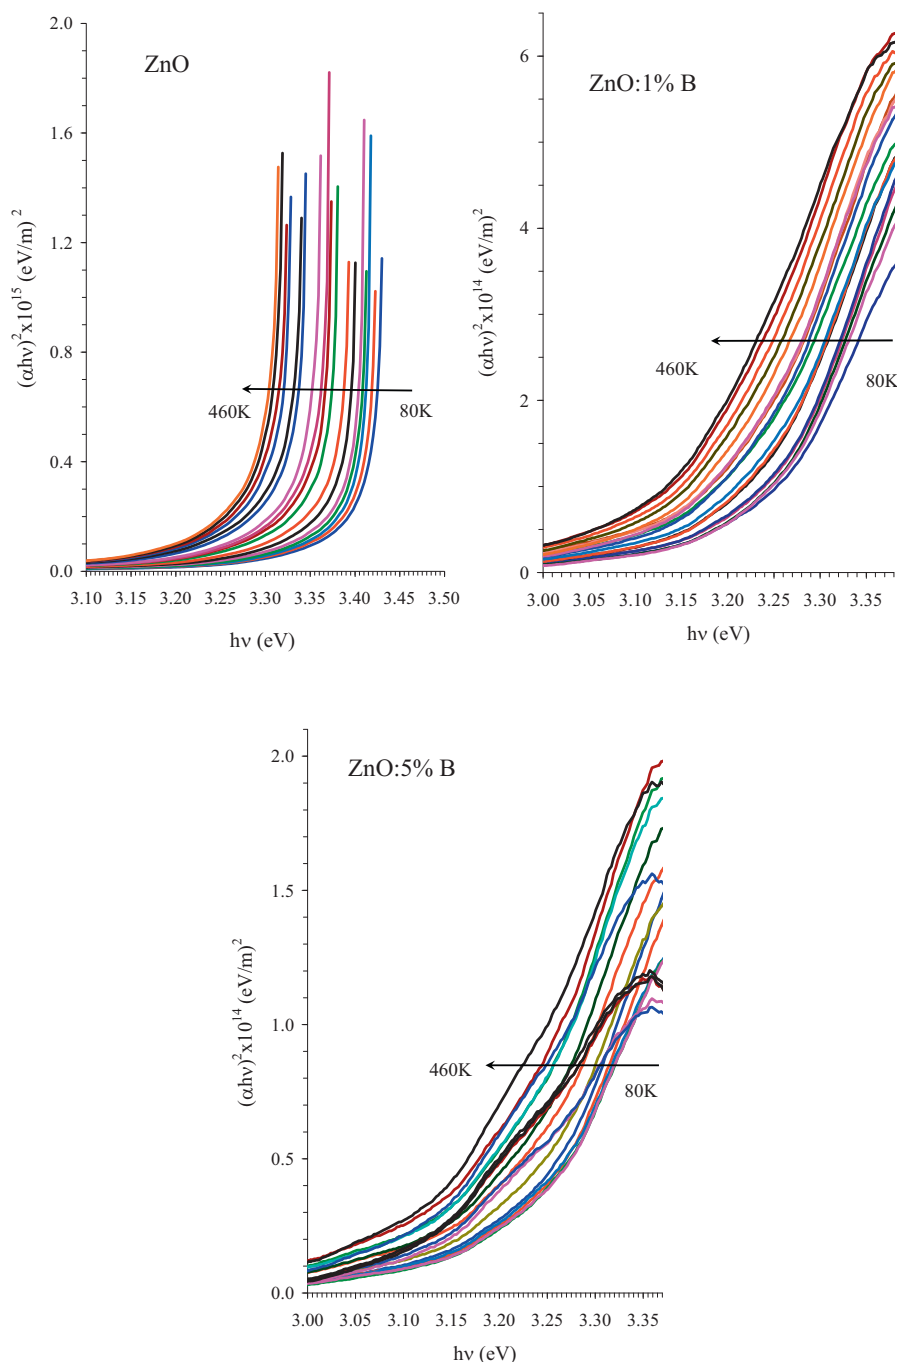 ZnO
2.0
1.6
1.2
0.8
0.4
0.0
(αhν)²x10¹⁵ (eV/m)²
460K
80K
3.10 3.15 3.20 3.25 3.30 3.35 3.40 3.45 3.50
hν (eV)
ZnO:1% B
6
4
2
0
(αhν)²x10¹⁴ (eV/m)²
460K
80K
3.00 3.05 3.10 3.15 3.20 3.25 3.30 3.35
hν (eV)
ZnO:5% B
2.0
1.5
1.0
0.5
0.0
(αhν)²x10¹⁴ (eV/m)²
460K
80K
3.00 3.05 3.10 3.15 3.20 3.25 3.30 3.35
hν (eV)